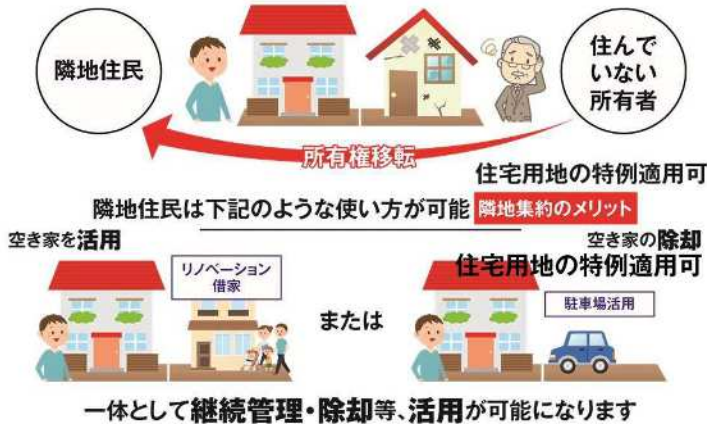 隣地住民
住んで
いない
所有者
所有権移転
住宅用地の特例適用可
隣地住民は下記のような使い方が可能 隣地集約のメリット
空き家を活用
空き家の除却
住宅用地の特例適用可
リノベーション
借家
または
駐車場活用
一体として継続管理・除却等、活用が可能になります